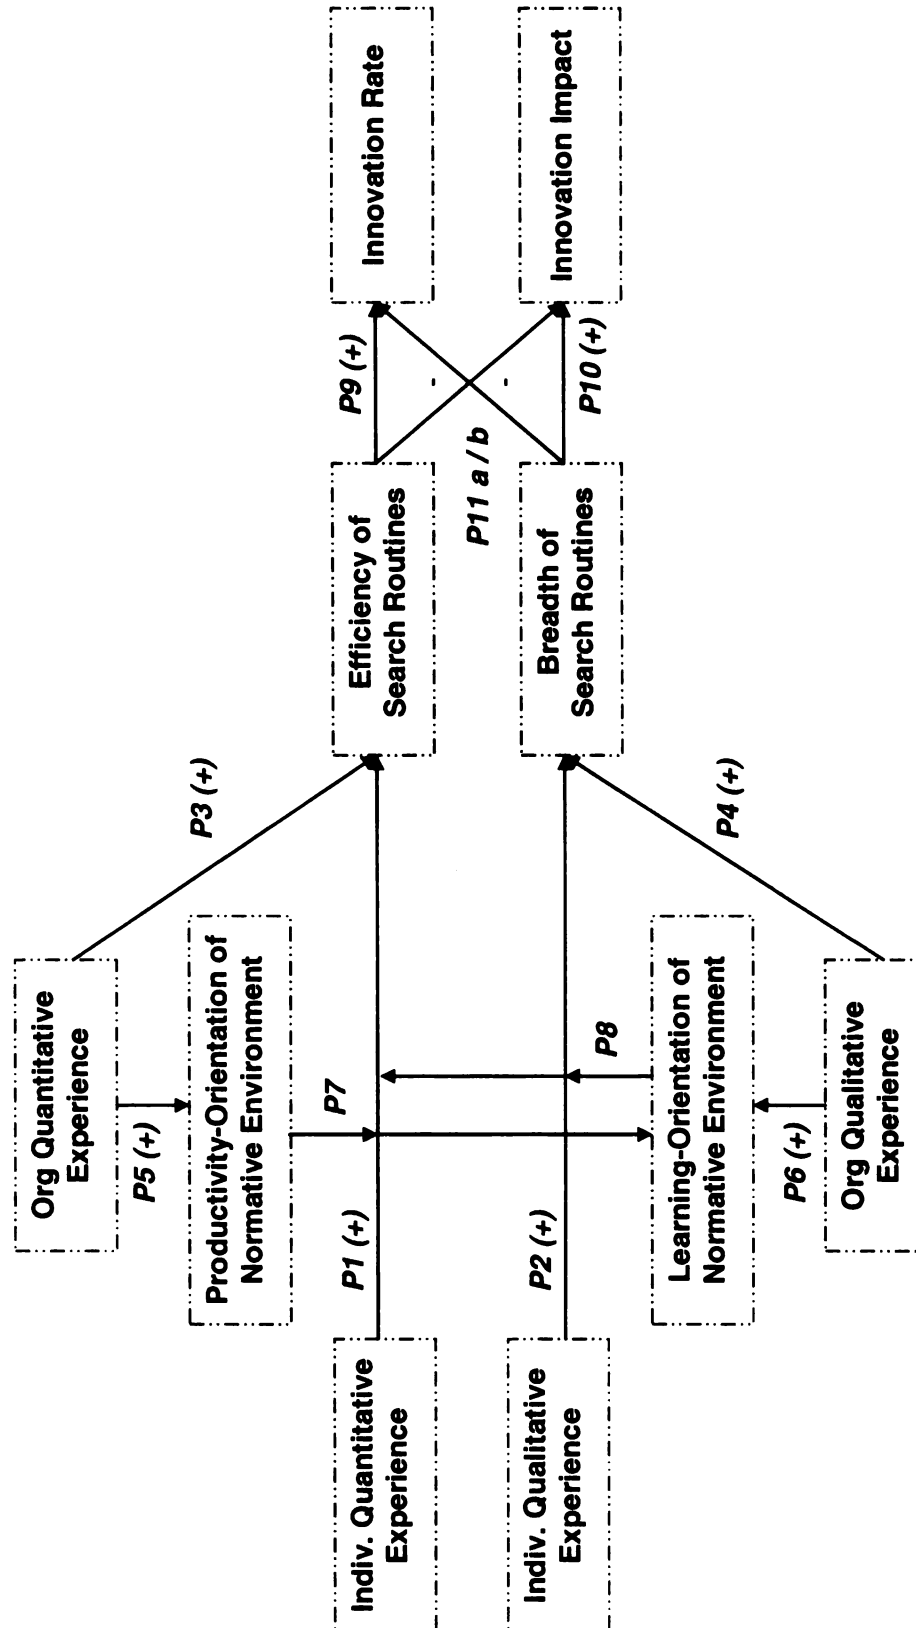 Org Quantitative
Experience
P3 (+)
P5 (+)
Productivity-Orientation of
Normative Environment
P7
Indiv. Quantitative
Experience
P1 (+)
Efficiency of
Search Routines
P9 (+)
Innovation Rate
P11 a / b
Indiv. Qualitative
Experience
P2 (+)
P8
Breadth of
Search Routines
P10 (+)
Innovation Impact
Learning-Orientation of
Normative Environment
P4 (+)
P6 (+)
Org Qualitative
Experience